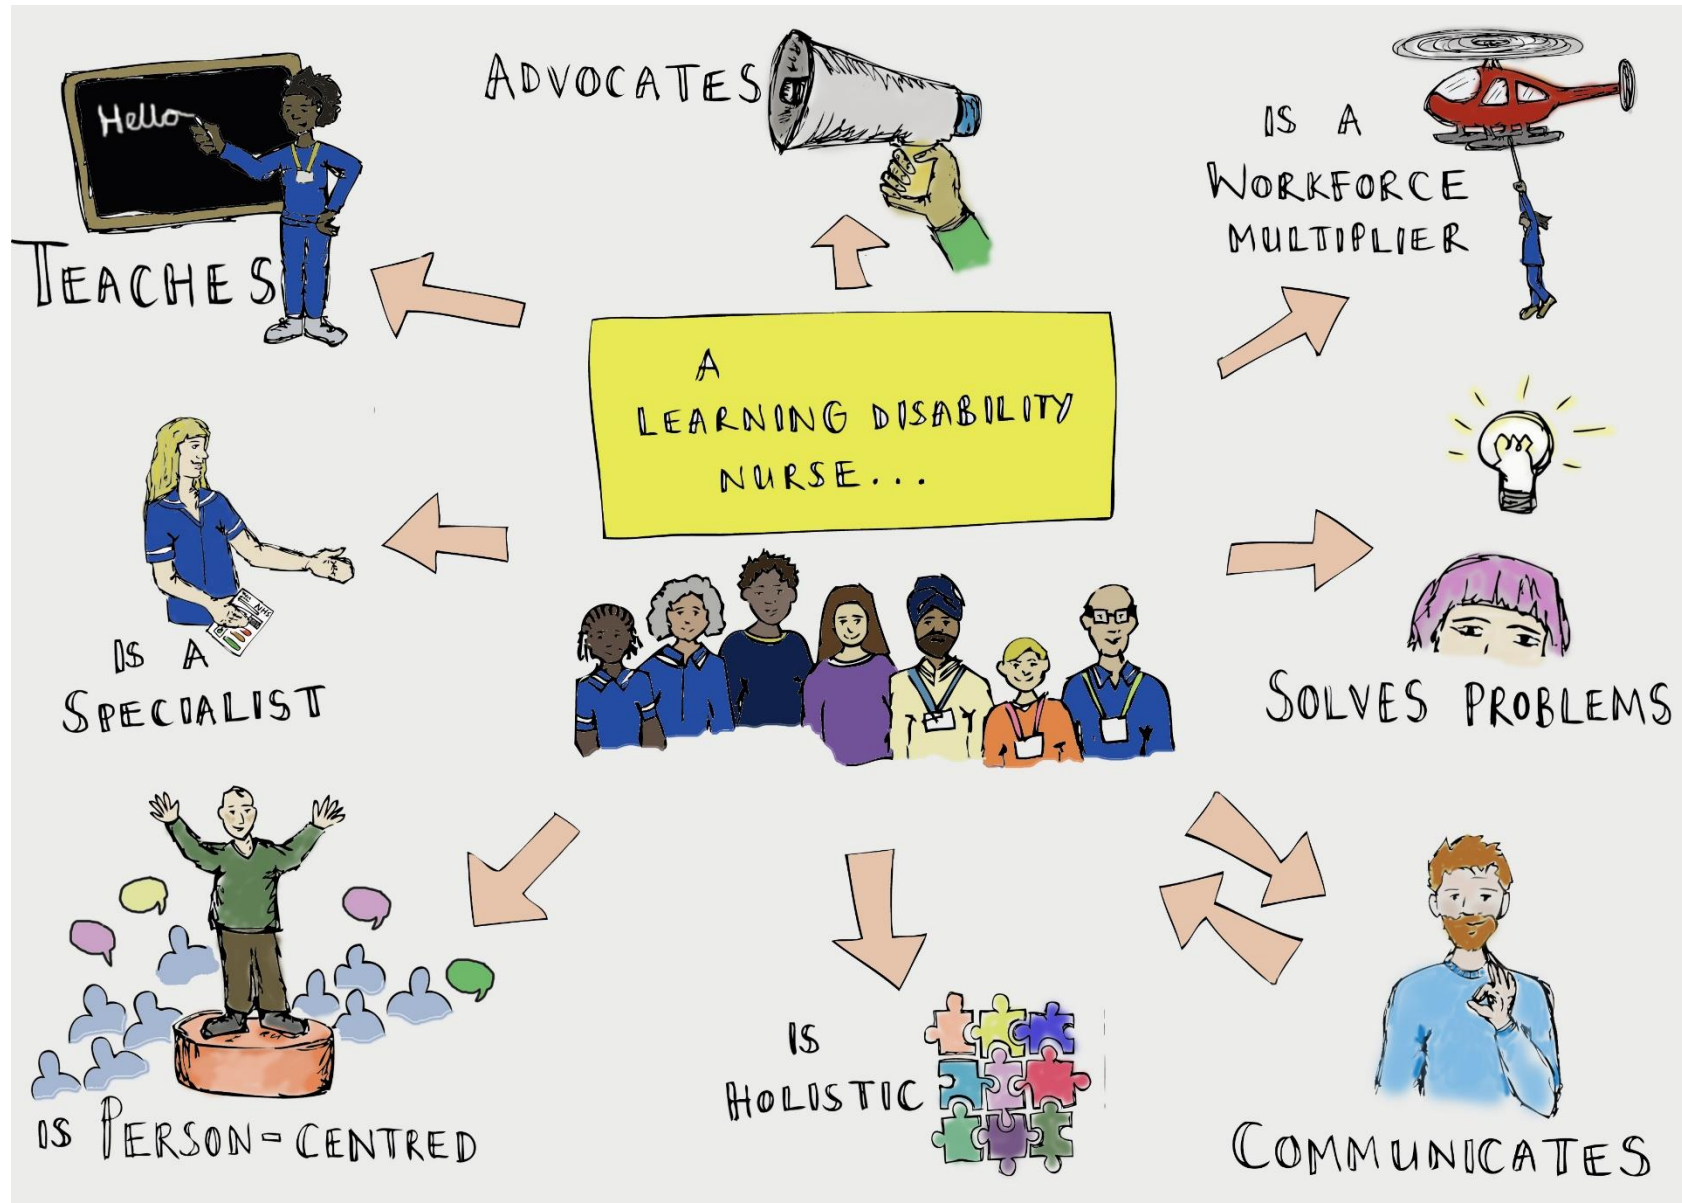 A
LEARNING DISABILITY
NURSE...
Hello
TEACHES
ADVOCATES
IS A
WORKFORCE
MULTIPLIER
IS A
SPECIALIST
NHS
SOLVES PROBLEMS
IS PERSON-CENTRED
IS
HOLISTIC
COMMUNICATES